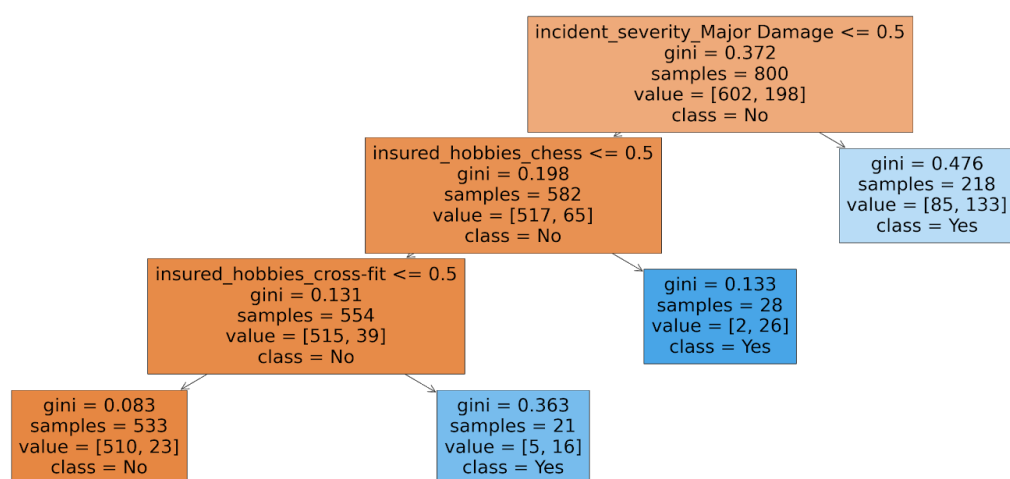 incident_severity_Major Damage <= 0.5
gini = 0.372
samples = 800
value = [602, 198]
class = No
insured_hobbies_chess <= 0.5
gini = 0.198
samples = 582
value = [517, 65]
class = No
gini = 0.476
samples = 218
value = [85, 133]
class = Yes
insured_hobbies_cross-fit <= 0.5
gini = 0.131
samples = 554
value = [515, 39]
class = No
gini = 0.133
samples = 28
value = [2, 26]
class = Yes
gini = 0.083
samples = 533
value = [510, 23]
class = No
gini = 0.363
samples = 21
value = [5, 16]
class = Yes